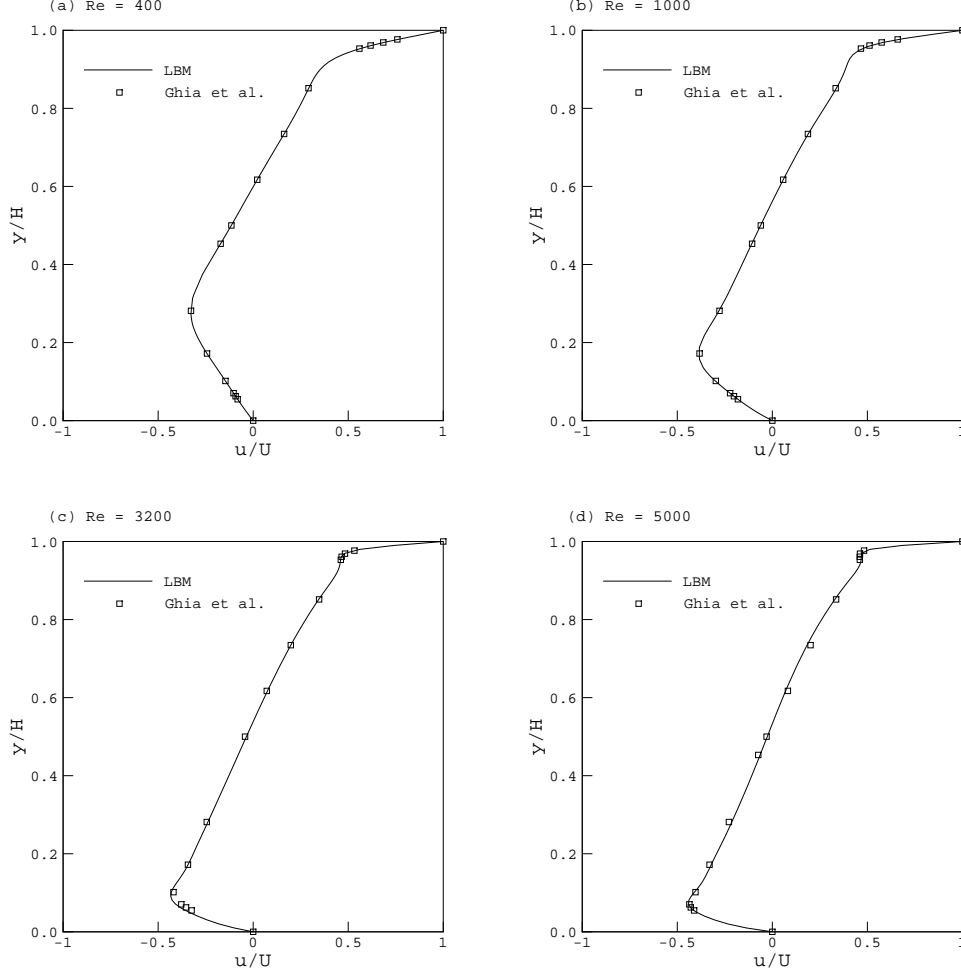 (a) Re = 400
1.0
0.8
0.6
0.4
0.2
0.0
y/H
LBM
Ghia et al.
-1
-0.5
0
0.5
1
u/U
(b) Re = 1000
1.0
0.8
0.6
0.4
0.2
0.0
y/H
LBM
Ghia et al.
-1
-0.5
0
0.5
1
u/U
(c) Re = 3200
1.0
0.8
0.6
0.4
0.2
0.0
y/H
LBM
Ghia et al.
-1
-0.5
0
0.5
1
u/U
(d) Re = 5000
1.0
0.8
0.6
0.4
0.2
0.0
y/H
LBM
Ghia et al.
-1
-0.5
0
0.5
1
u/U